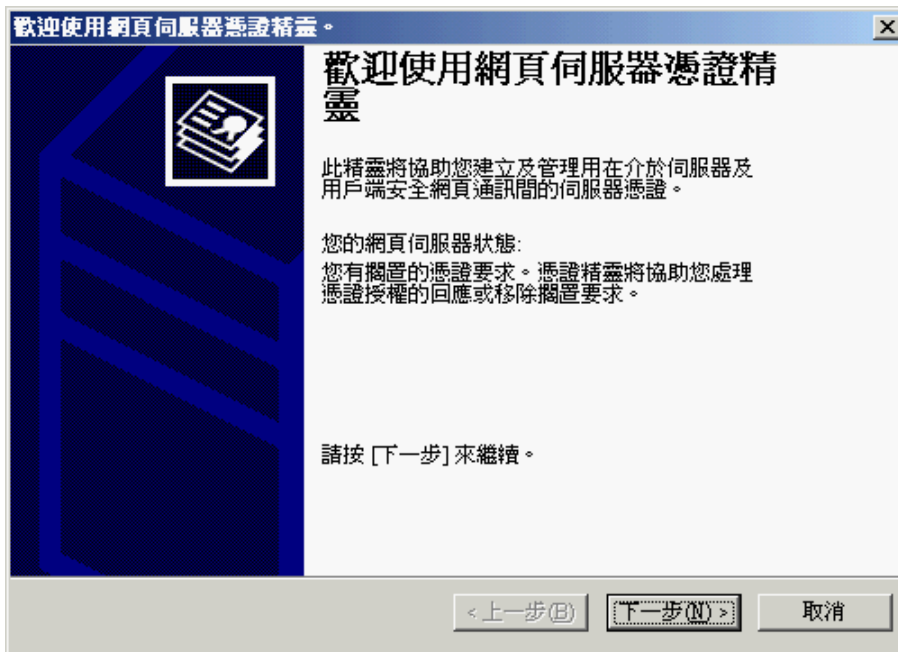 歡迎使用網頁伺服器憑證精靈。
歡迎使用網頁伺服器憑證精
靈
此精靈將協助您建立及管理用在介於伺服器及
用戶端安全網頁通訊間的伺服器憑證。
您的網頁伺服器狀態:
您有擱置的憑證要求。憑證精靈將協助您處理
憑證授權的回應或移除擱置要求。
請按 [下一步] 來繼續。
< 上一步(B)
下一步(N) >
取消